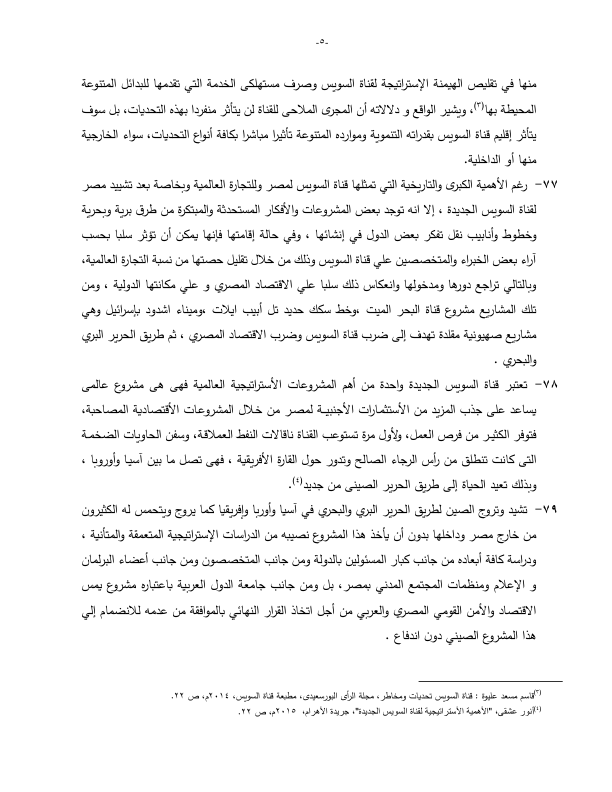 -٥-
منها في تقليص الهيمنة الإستراتيجة لقناة السويس وصرف مستهلكى الخدمة التي تقدمها للبدائل المتنوعة
المحيطة بها(٣)، ويشير الواقع و دلالاته أن المجرى الملاحى للقناة لن يتأثر منفردا بهذه التحديات، بل سوف
يتأثر إقليم قناة السويس بقدراته التنموية وموارده المتنوعة تأثيرا مباشرا بكافة أنواع التحديات، سواء الخارجية
منها أو الداخلية.
٧٧- رغم الأهمية الكبرى والتاريخية التي تمثلها قناة السويس لمصر وللتجارة العالمية وبخاصة بعد تشييد مصر
لقناة السويس الجديدة ، إلا انه توجد بعض المشروعات والأفكار المستحدثة والمبتكرة من طرق برية وبحرية
وخطوط وأنابيب نقل تفكر بعض الدول في إنشائها ، وفي حالة إقامتها فإنها يمكن أن تؤثر سلبا بحسب
آراء بعض الخبراء والمتخصصين علي قناة السويس وذلك من خلال تقليل حصتها من نسبة التجارة العالمية،
وبالتالي تراجع دورها ومدخولها وانعكاس ذلك سلبا علي الاقتصاد المصري و علي مكانتها الدولية ، ومن
تلك المشاريع مشروع قناة البحر الميت ،وخط سكك حديد تل أبيب ايلات ،وميناء اشدود بإسرائيل وهي
مشاريع صهيونية مقلدة تهدف إلى ضرب قناة السويس وضرب الاقتصاد المصري ، ثم طريق الحرير البري
والبحري .
٧٨- تعتبر قناة السويس الجديدة واحدة من أهم المشروعات الأستراتيجية العالمية فهى هى مشروع عالمى
يساعد على جذب المزيد من الأستثمارات الأجنبية لمصر من خلال المشروعات الأقتصادية المصاحبة،
فتوفر الكثير من فرص العمل، ولأول مرة تستوعب القناة ناقالات النفط العملاقة، وسفن الحاويات الضخمة
التى كانت تنطلق من رأس الرجاء الصالح وتدور حول القارة الأفريقية ، فهى تصل ما بين آسيا وأوروبا ،
وبذلك تعيد الحياة إلى طريق الحرير الصينى من جديد(٤).
٧٩- تشيد وتروج الصين لطريق الحرير البري والبحري في آسيا وأوربا وإفريقيا كما يروج ويتحمس له الكثيرون
من خارج مصر وداخلها بدون أن يأخذ هذا المشروع نصيبه من الدراسات الإستراتيجية المتعمقة والمتأنية ،
ودراسة كافة أبعاده من جانب كبار المسئولين بالدولة ومن جانب المتخصصون ومن جانب أعضاء البرلمان
و الإعلام ومنظمات المجتمع المدني بمصر، بل ومن جانب جامعة الدول العربية باعتباره مشروع يمس
الاقتصاد والأمن القومي المصري والعربي من أجل اتخاذ القرار النهائي بالموافقة من عدمه للانضمام إلي
هذا المشروع الصيني دون اندفاع .
(٣)قاسم مسعد عليوة : قناة السويس تحديات ومخاطر، مجلة الرأى البورسعيدى، مطبعة قناة السويس، ٢٠١٤م، ص ٢٢.
(٤)أنور عشقى، "الأهمية الأستراتيجية لقناة السويس الجديدة"، جريدة الأهرام، ٢٠١٥م، ص ٢٢.